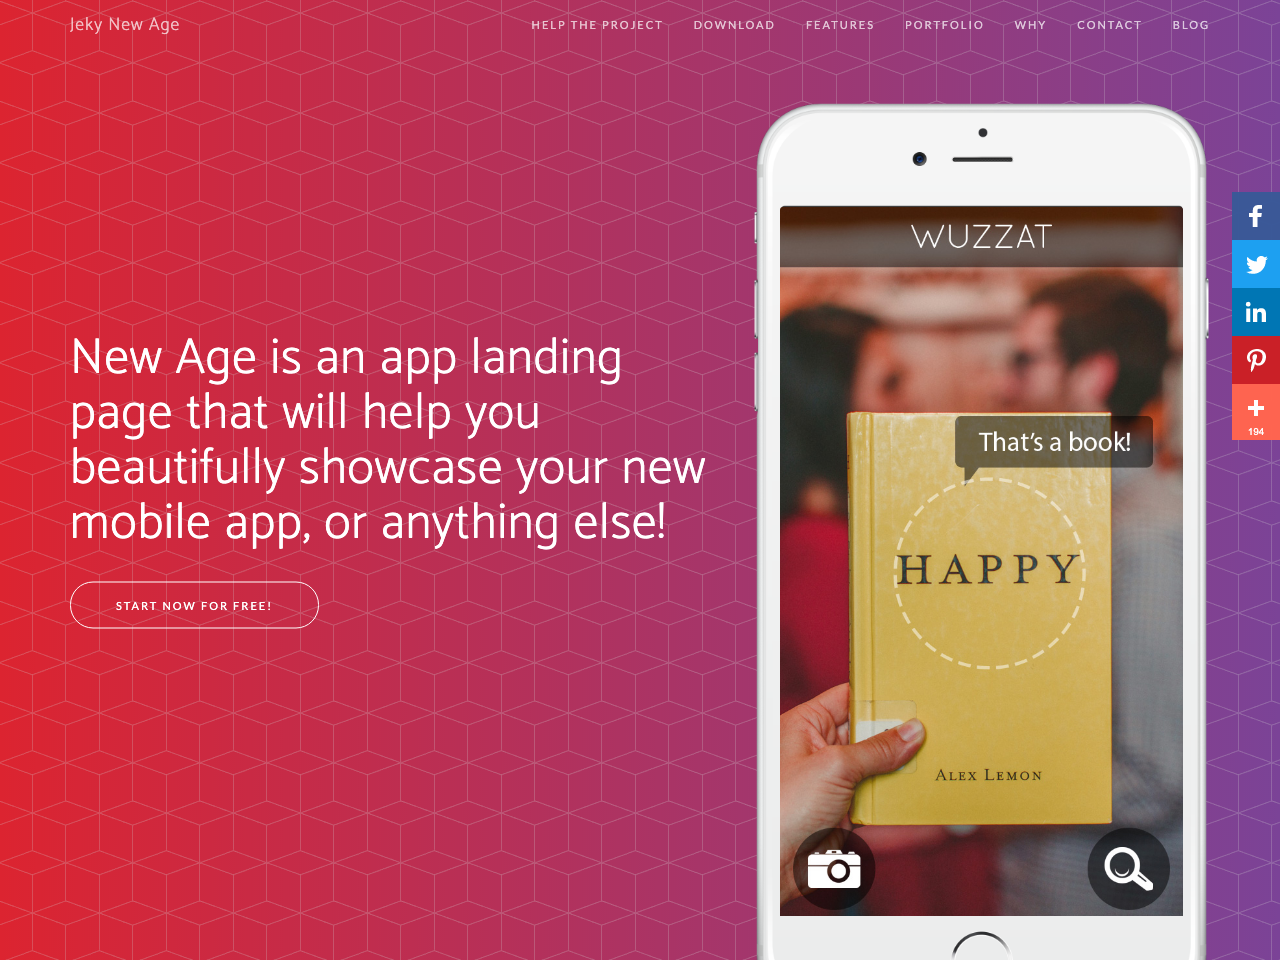 Jeky New Age
HELP THE PROJECT
DOWNLOAD
FEATURES
PORTFOLIO
WHY
CONTACT
BLOG
New Age is an app landing
page that will help you
beautifully showcase your new
mobile app, or anything else!
START NOW FOR FREE!
WUZZAT
That's a book!
HAPPY
ALEX LEMON
194